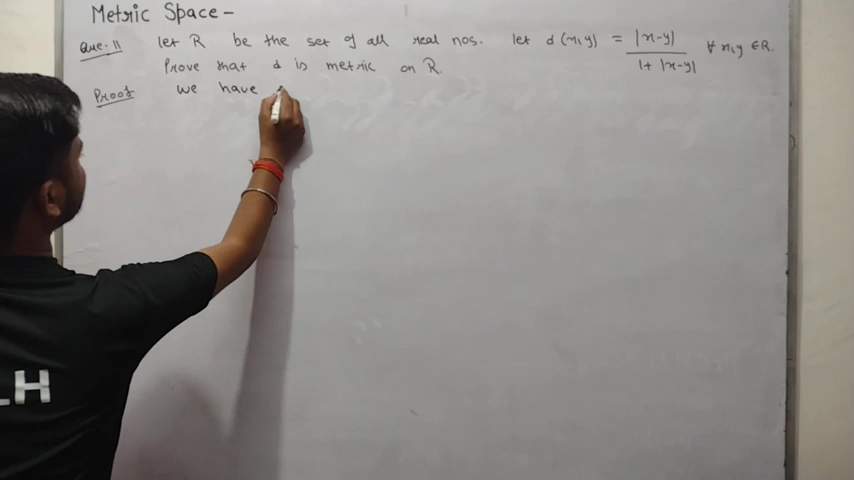 Metric Space -
Que. 11 let R be the set of all real nos. let d(x,y) = |x-y| / 1+|x-y| ∀ x,y ∈ R.
Prove that d is metric on R.
Proof we have
LH